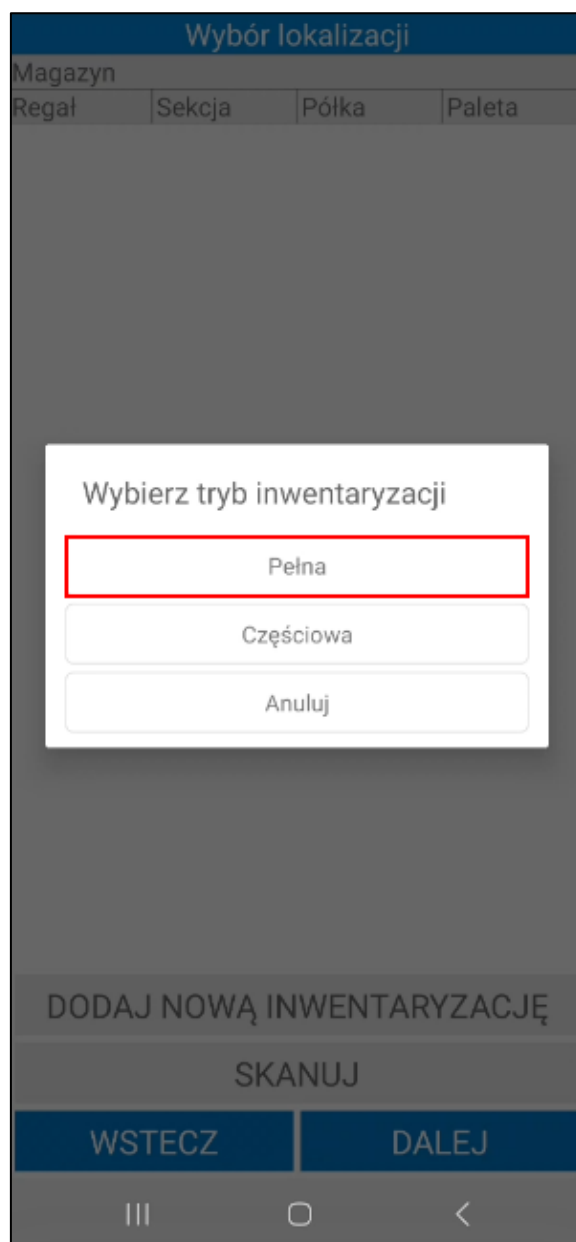 Wybór lokalizacji
Magazyn
Regał Sekcja Półka Paleta
Wybierz tryb inwentaryzacji
Pełna
Częściowa
Anuluj
DODAJ NOWĄ INWENTARYZACJĘ
SKANUJ
WSTECZ DALEJ